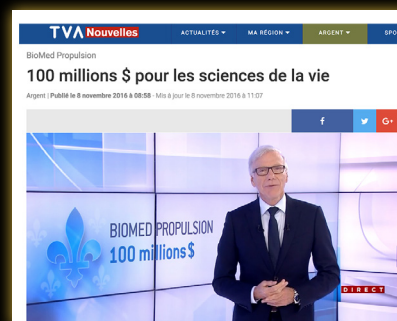 TVA Nouvelles
ACTUALITÉS MA RÉGION ARGENT SPO
BioMed Propulsion
100 millions $ pour les sciences de la vie
Argent | Publié le 8 novembre 2016 à 08:58 - Mis à jour le 8 novembre 2016 à 11:07
f G+
BIOMED PROPULSION
100 millions $
DIRECT